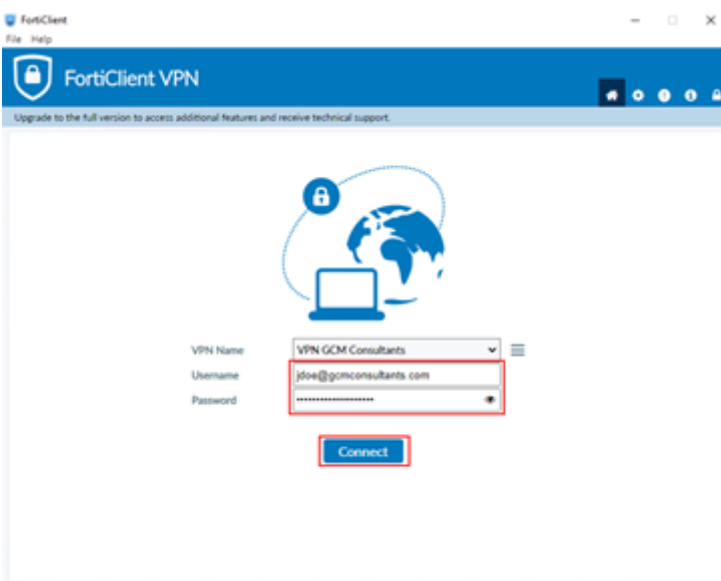 FortiClient
File Help
FortiClient VPN
Upgrade to the full version to access additional features and receive technical support.
VPN Name VPN GCM Consultants
Username jdoe@gcmconsultants.com
Password ••••••••••••••••••••
Connect